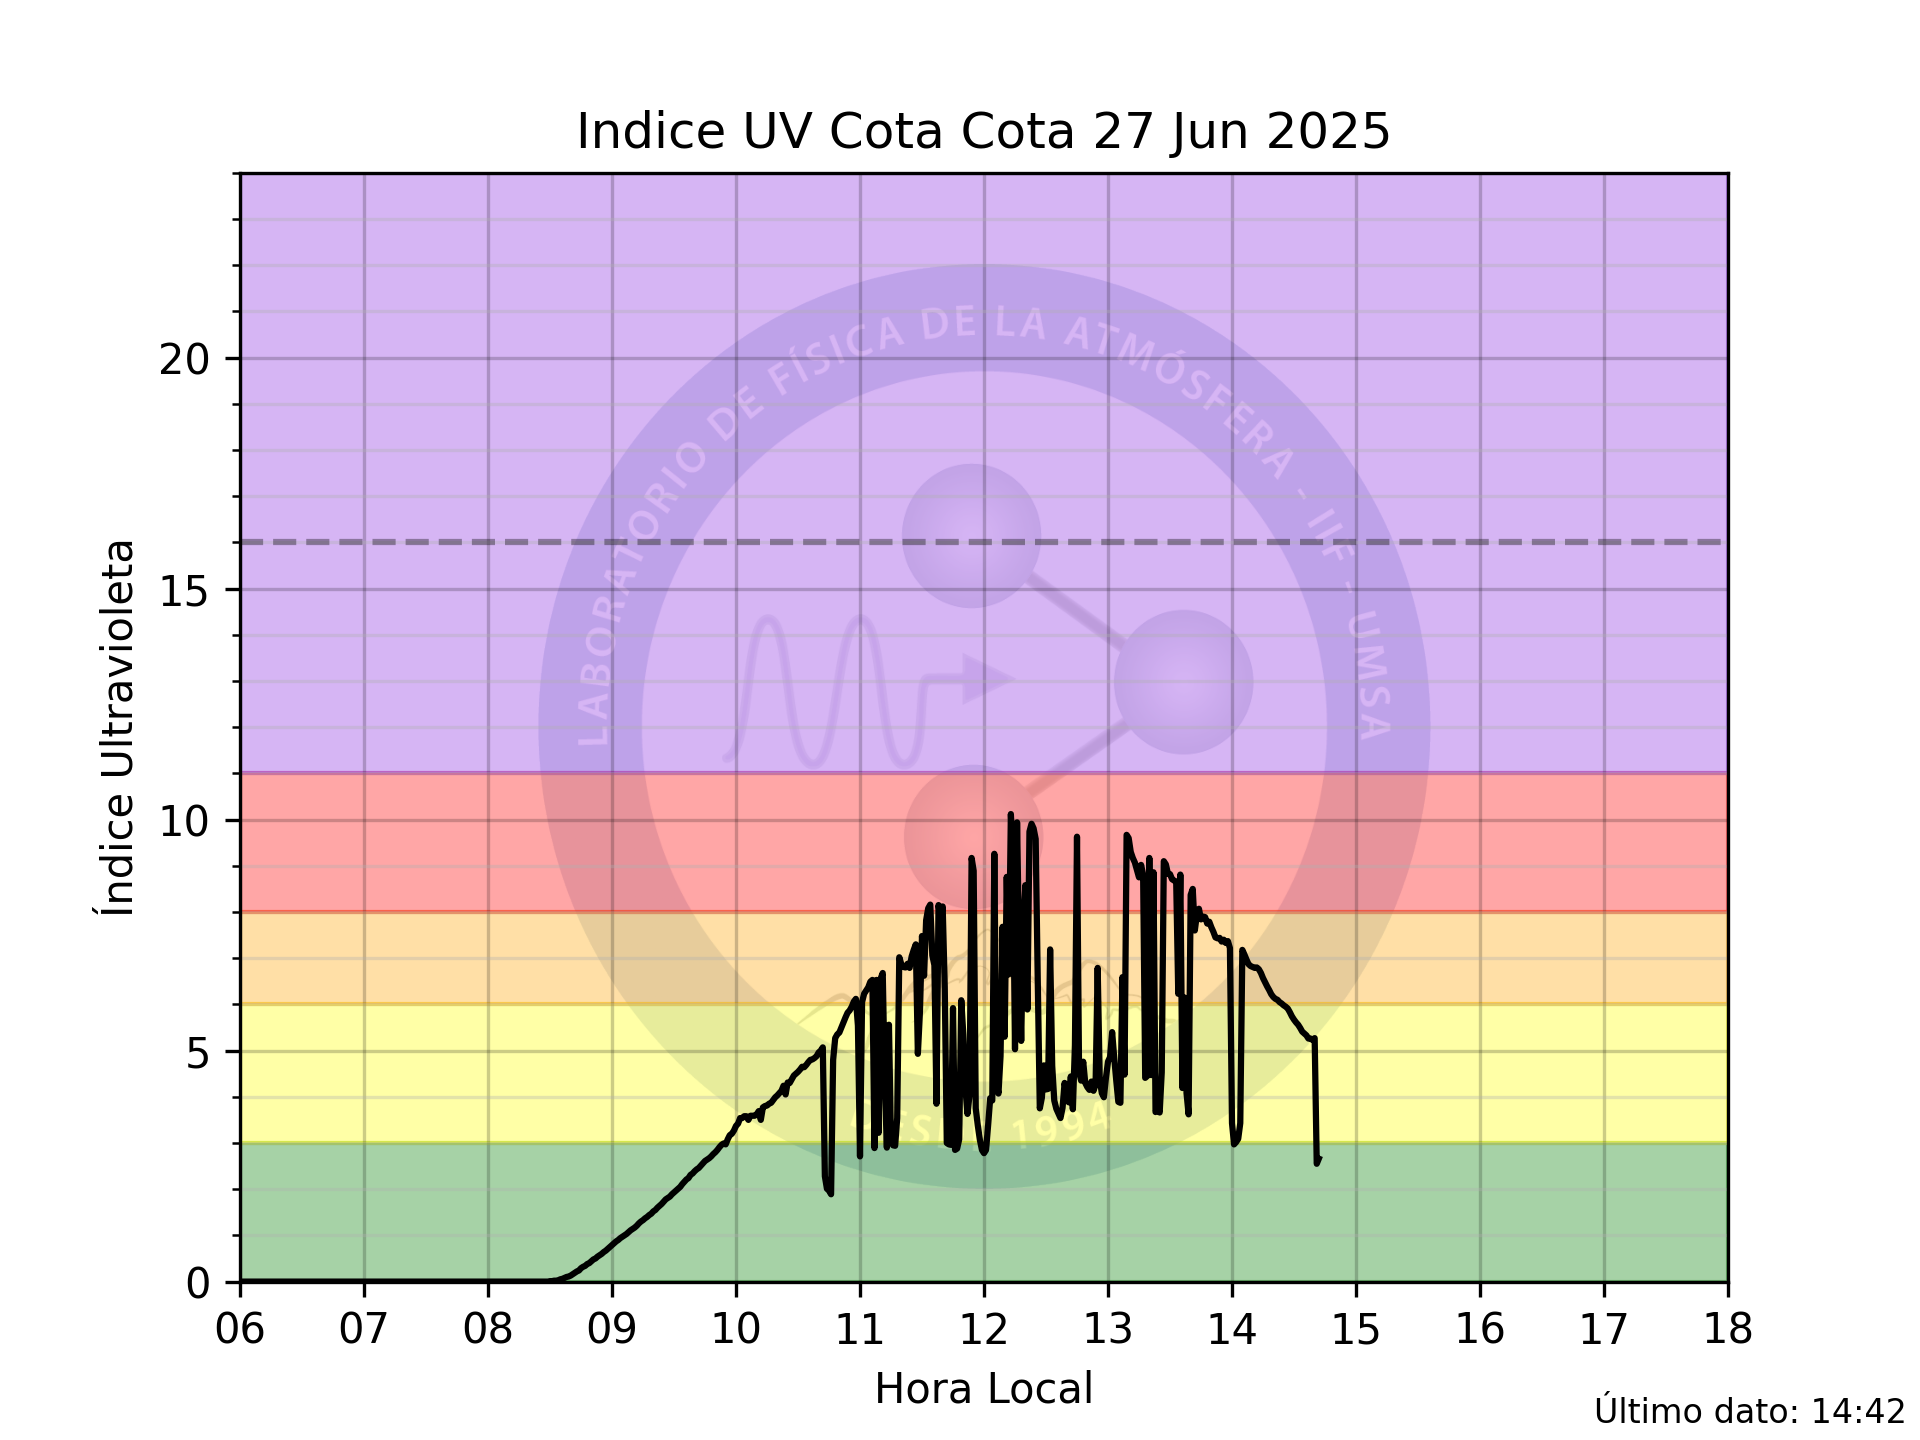 Indice UV Cota Cota 27 Jun 2025
Índice Ultravioleta
20
15
10
5
0
LABORATORIO DE FÍSICA DE LA ATMÓSFERA - IIF - UMSA
1994
06 07 08 09 10 11 12 13 14 15 16 17 18
Hora Local
Último dato: 14:42